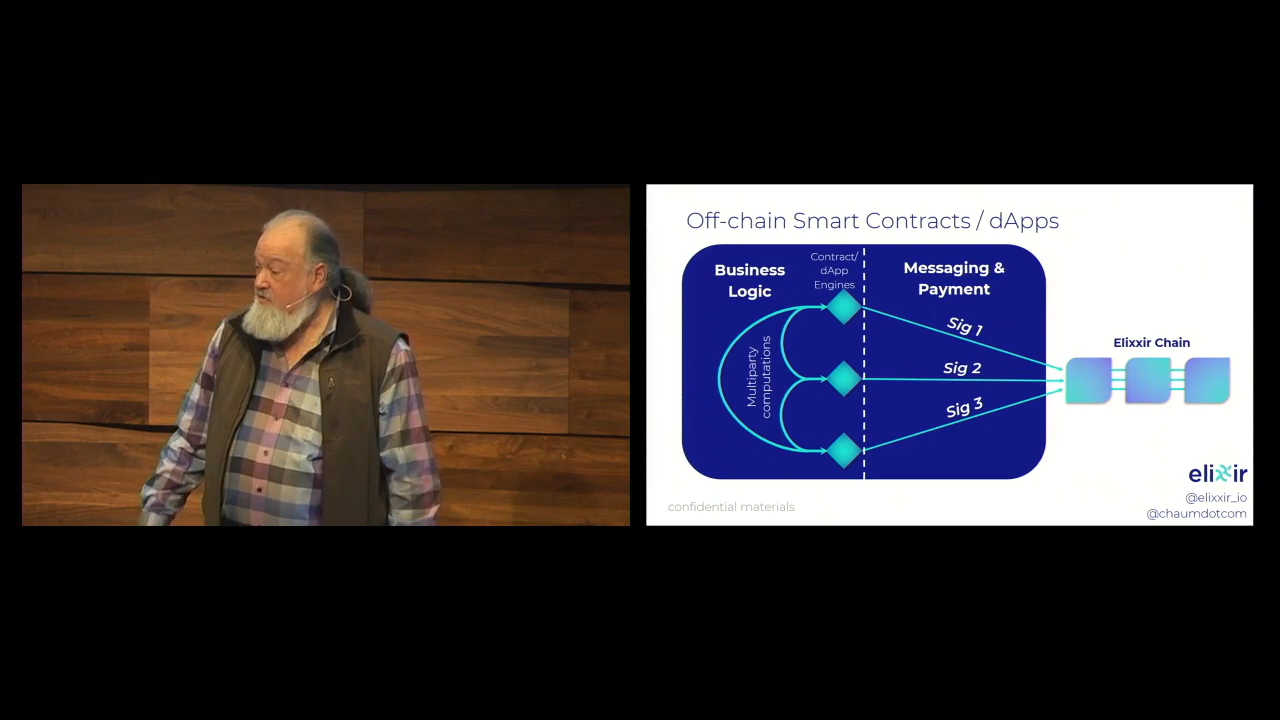 Off-chain Smart Contracts / dApps
Business
Logic
Contract/
dApp
Engines
Messaging &
Payment
Multiparty
computations
Sig 1
Sig 2
Sig 3
Elixxir Chain
elixxir
@elixxir_io
@chaumdotcom
confidential materials